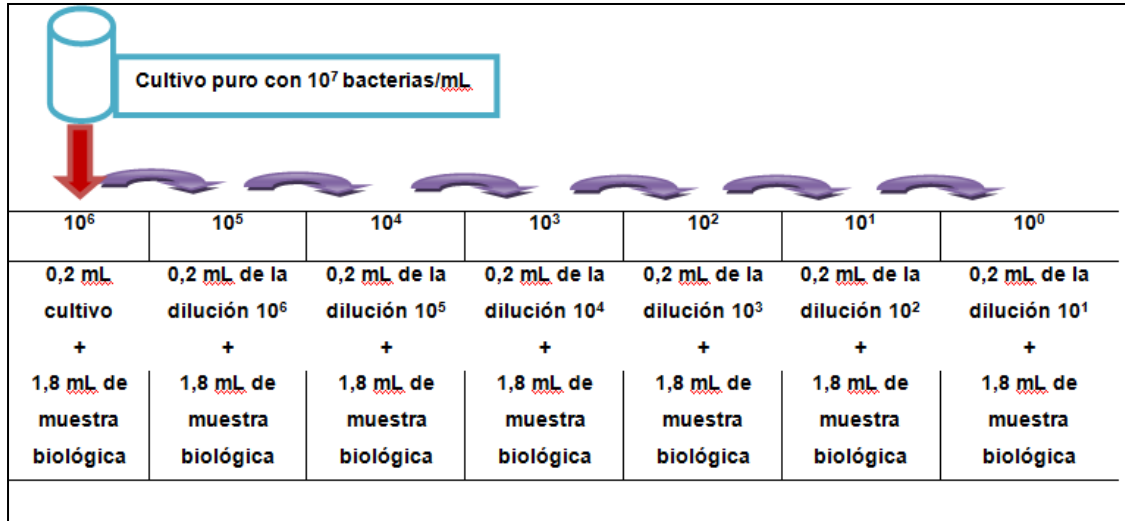 Cultivo puro con 10⁷ bacterias/mL
10⁶ 10⁵ 10⁴ 10³ 10² 10¹ 10⁰
0,2 mL 0,2 mL de la 0,2 mL de la 0,2 mL de la 0,2 mL de la 0,2 mL de la 0,2 mL de la
cultivo dilución 10⁶ dilución 10⁵ dilución 10⁴ dilución 10³ dilución 10² dilución 10¹
+ + + + + + +
1,8 mL de 1,8 mL de 1,8 mL de 1,8 mL de 1,8 mL de 1,8 mL de 1,8 mL de
muestra muestra muestra muestra muestra muestra muestra
biológica biológica biológica biológica biológica biológica biológica